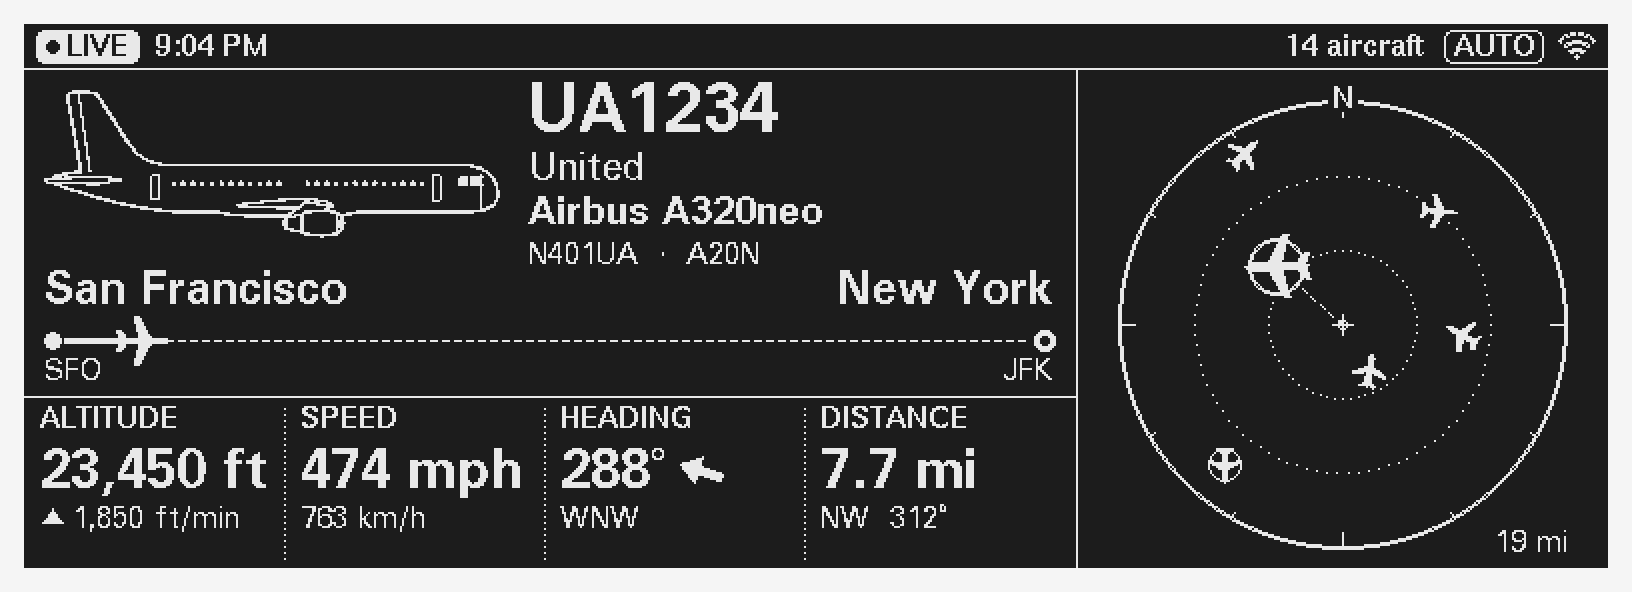 LIVE 9:04 PM
14 aircraft AUTO
UA1234
United
Airbus A320neo
N401UA · A20N
San Francisco
New York
SFO
JFK
ALTITUDE
23,450 ft
▲ 1,850 ft/min
SPEED
474 mph
763 km/h
HEADING
288°
WNW
DISTANCE
7.7 mi
NW 312°
N
19 mi